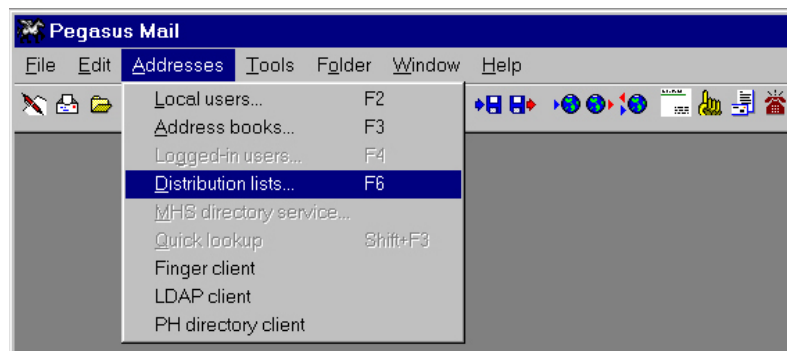 Pegasus Mail
File Edit Addresses Tools Folder Window Help
Local users... F2
Address books... F3
Logged-in users... F4
Distribution lists... F6
MHS directory service...
Quick lookup Shift+F3
Finger client
LDAP client
PH directory client